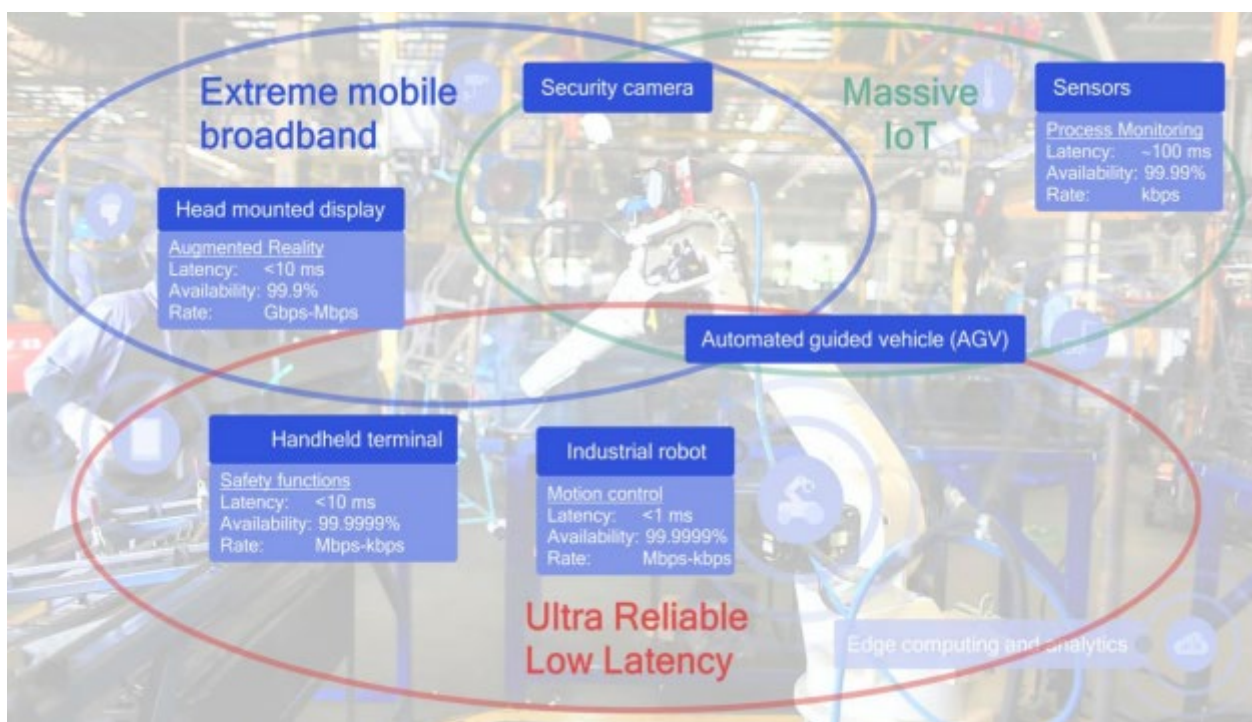 Extreme mobile
broadband
Security camera
Massive
IoT
Sensors
Process Monitoring
Latency: ~100 ms
Availability: 99.99%
Rate: kbps
Head mounted display
Augmented Reality
Latency: <10 ms
Availability: 99.9%
Rate: Gbps-Mbps
Automated guided vehicle (AGV)
Handheld terminal
Safety functions
Latency: <10 ms
Availability: 99.9999%
Rate: Mbps-kbps
Industrial robot
Motion control
Latency: <1 ms
Availability: 99.9999%
Rate: Mbps-kbps
Ultra Reliable
Low Latency
Edge computing and analytics